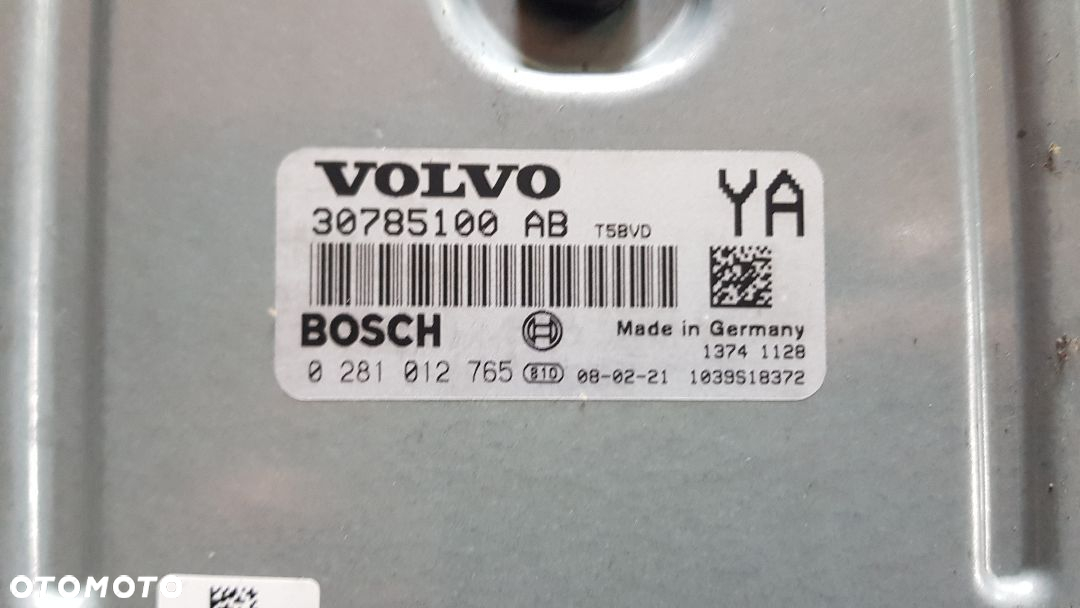 VOLVO
30785100 AB T5BVD
YA
BOSCH
Made in Germany
1374 1128
0 281 012 765 810 08-02-21 1039S18372
OTOMOTO